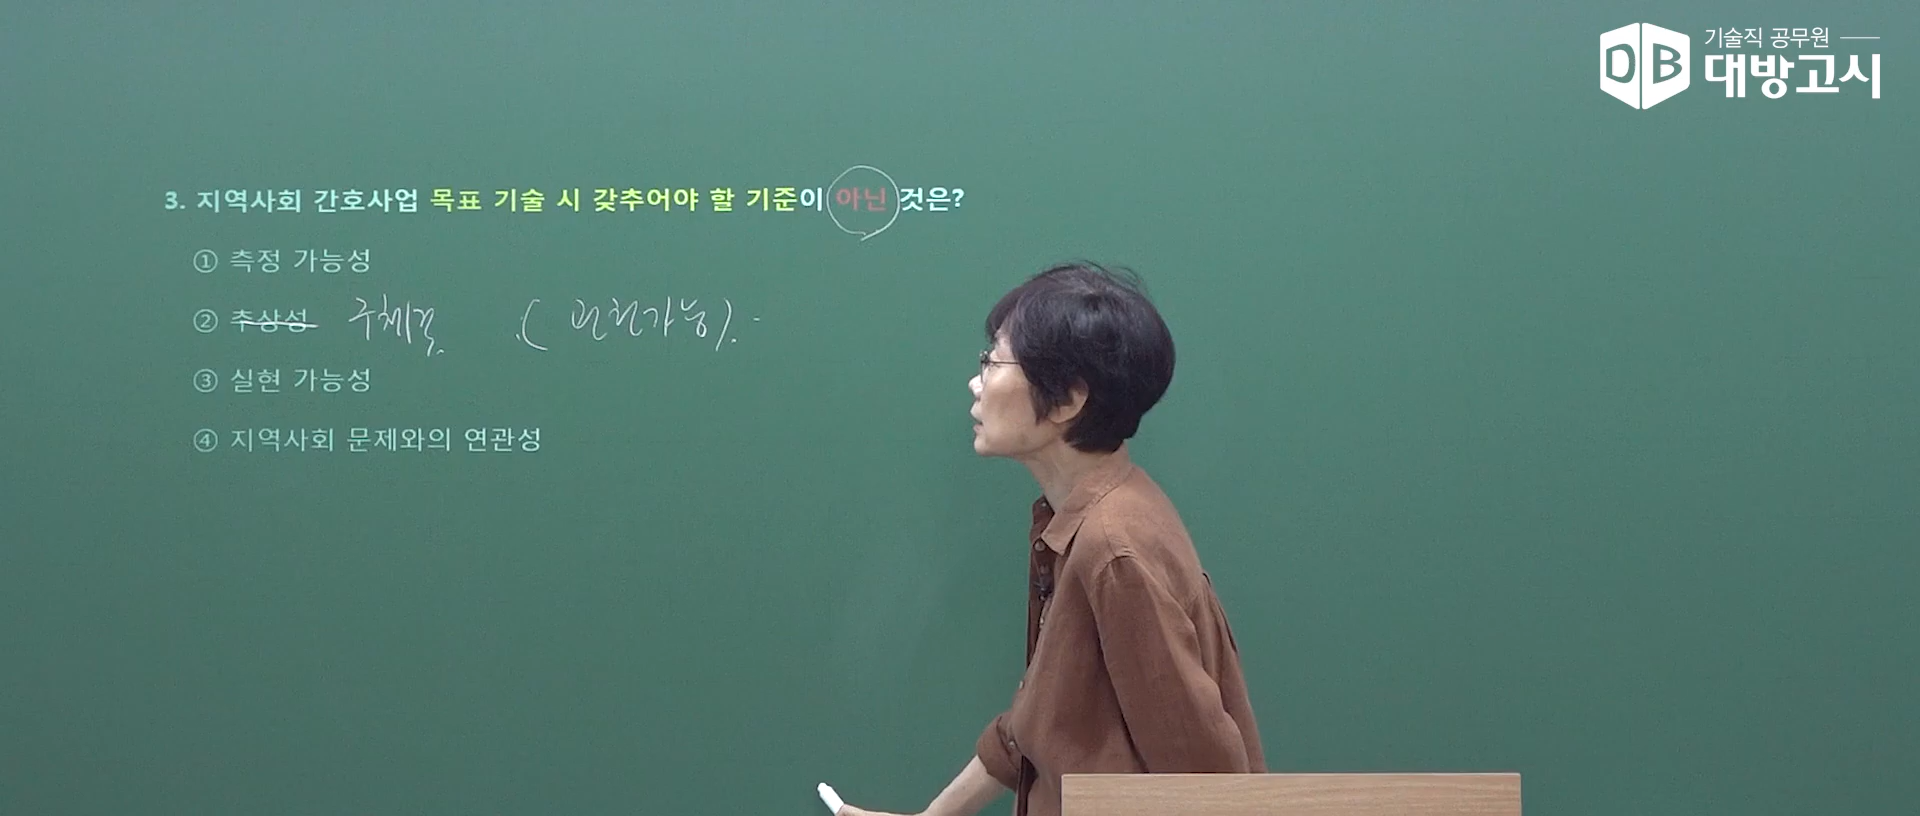 기술직 공무원
대방고시
DB
3. 지역사회 간호사업 목표 기술 시 갖추어야 할 기준이 아닌 것은?
① 측정 가능성
② 추상성 구체적 (관찰가능)
③ 실현 가능성
④ 지역사회 문제와의 연관성